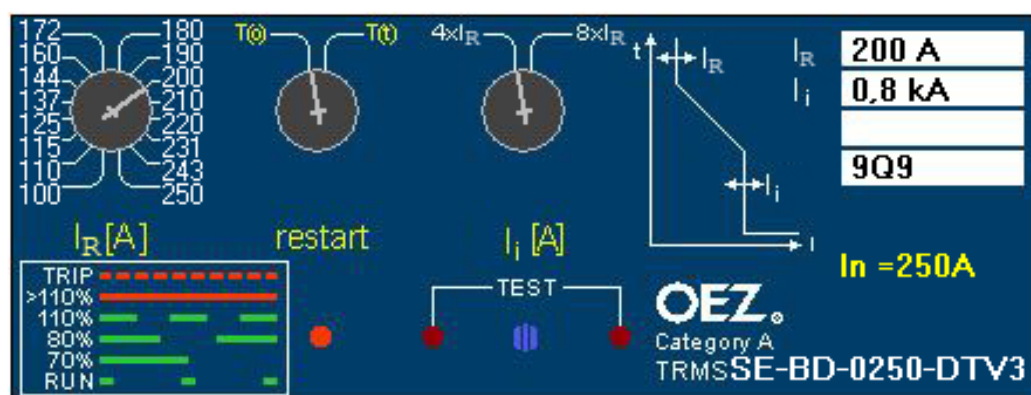 172 180
160 190
144 200
137 210
125 220
115 231
110 243
100 250
IR[A]
T(o) T(t)
restart
4xIR 8xIR
Ii [A]
t IR
Ii
I
IR 200 A
Ii 0,8 kA
9Q9
In =250A
TRIP
>110%
110%
80%
70%
RUN
TEST
OEZ.
Category A
TRMS SE-BD-0250-DTV3